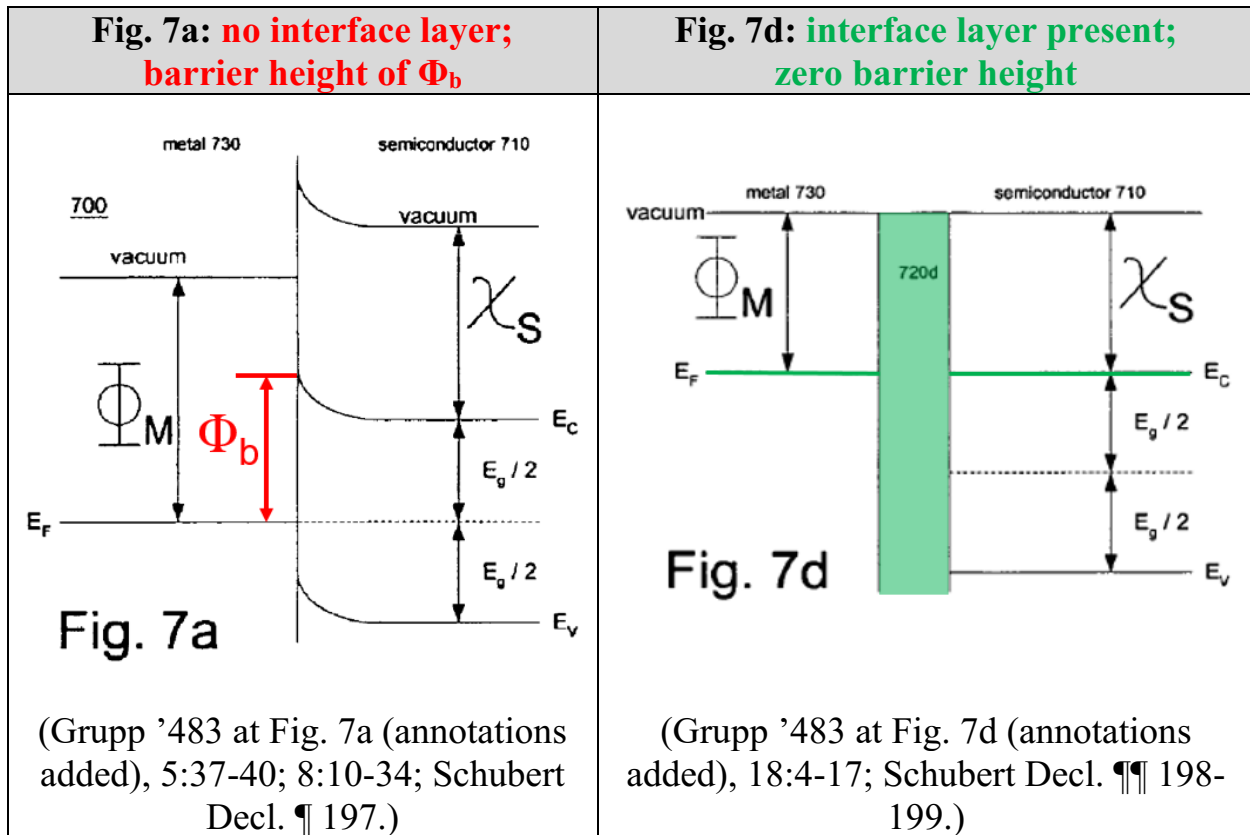 Fig. 7a: no interface layer;
barrier height of Φb
Fig. 7d: interface layer present;
zero barrier height
metal 730
semiconductor 710
700
vacuum
vacuum
ΦM
χS
Φb
EC
Eg / 2
EF
Eg / 2
EV
Fig. 7a
(Grupp ’483 at Fig. 7a (annotations
added), 5:37-40; 8:10-34; Schubert
Decl. ¶ 197.)
metal 730
semiconductor 710
vacuum
720d
ΦM
χS
EF
EC
Eg / 2
Eg / 2
EV
Fig. 7d
(Grupp ’483 at Fig. 7d (annotations
added), 18:4-17; Schubert Decl. ¶¶ 198-
199.)